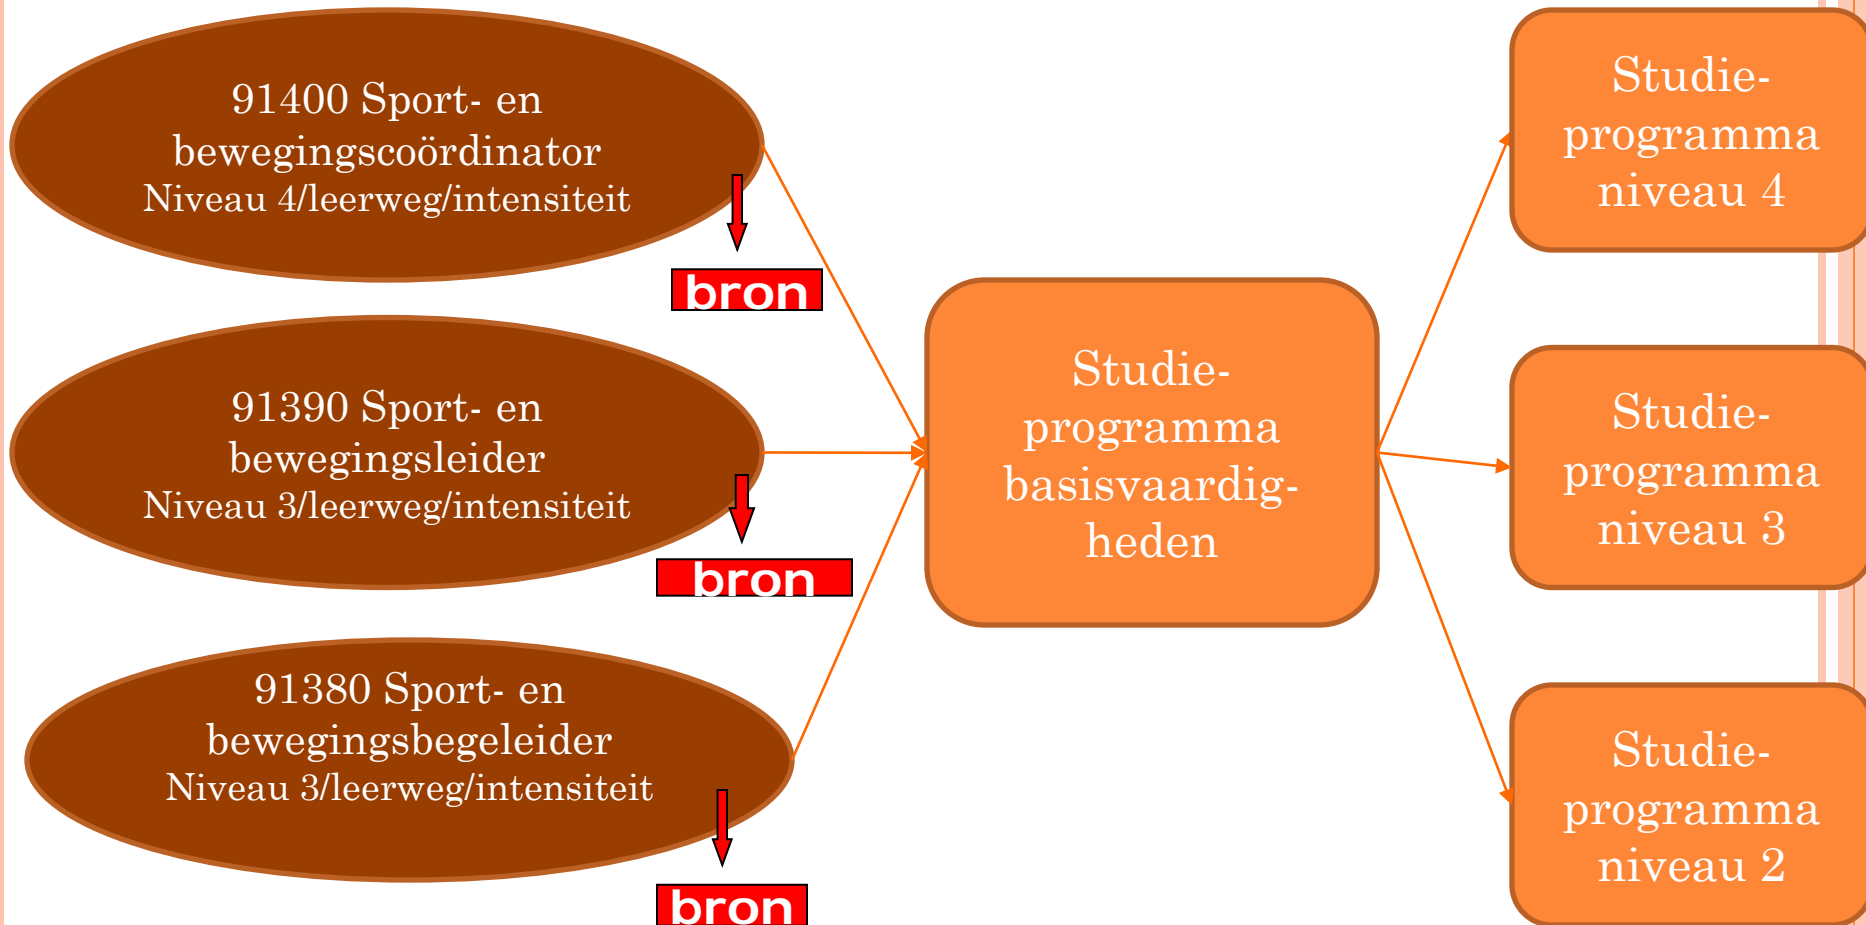 91400 Sport- en
bewegingscoördinator
Niveau 4/leerweg/intensiteit
bron
91390 Sport- en
bewegingsleider
Niveau 3/leerweg/intensiteit
bron
91380 Sport- en
bewegingsbegeleider
Niveau 3/leerweg/intensiteit
bron
Studie-
programma
basisvaardig-
heden
Studie-
programma
niveau 4
Studie-
programma
niveau 3
Studie-
programma
niveau 2